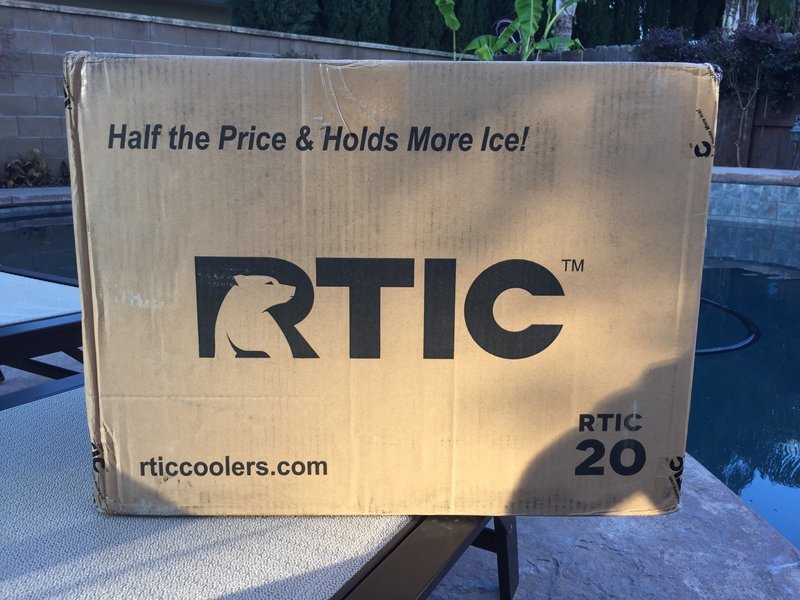 Half the Price & Holds More Ice!
RTIC™
rticcoolers.com
RTIC
20